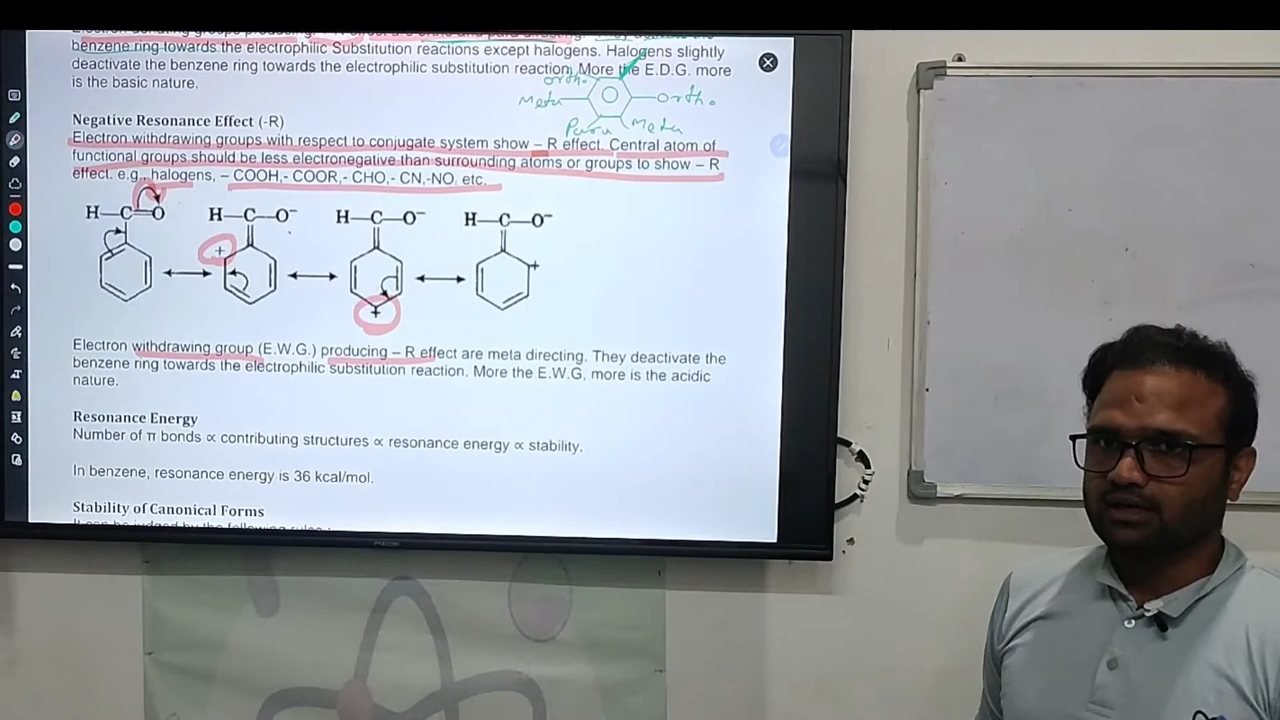 benzene ring towards the electrophilic Substitution reactions except halogens. Halogens slightly
deactivate the benzene ring towards the electrophilic substitution reaction. More the E.D.G. more
is the basic nature.
ortho
Meta
ortho
Para
Meta
Negative Resonance Effect (-R)
Electron withdrawing groups with respect to conjugate system show – R effect. Central atom of
functional groups should be less electronegative than surrounding atoms or groups to show – R
effect. e.g., halogens, – COOH,- COOR,- CHO,- CN,-NO, etc.
H—C=O H—C—O⁻ H—C—O⁻ H—C—O⁻
+
+
+
Electron withdrawing group (E.W.G.) producing – R effect are meta directing. They deactivate the
benzene ring towards the electrophilic substitution reaction. More the E.W.G, more is the acidic
nature.
Resonance Energy
Number of π bonds ∝ contributing structures ∝ resonance energy ∝ stability.
In benzene, resonance energy is 36 kcal/mol.
Stability of Canonical Forms